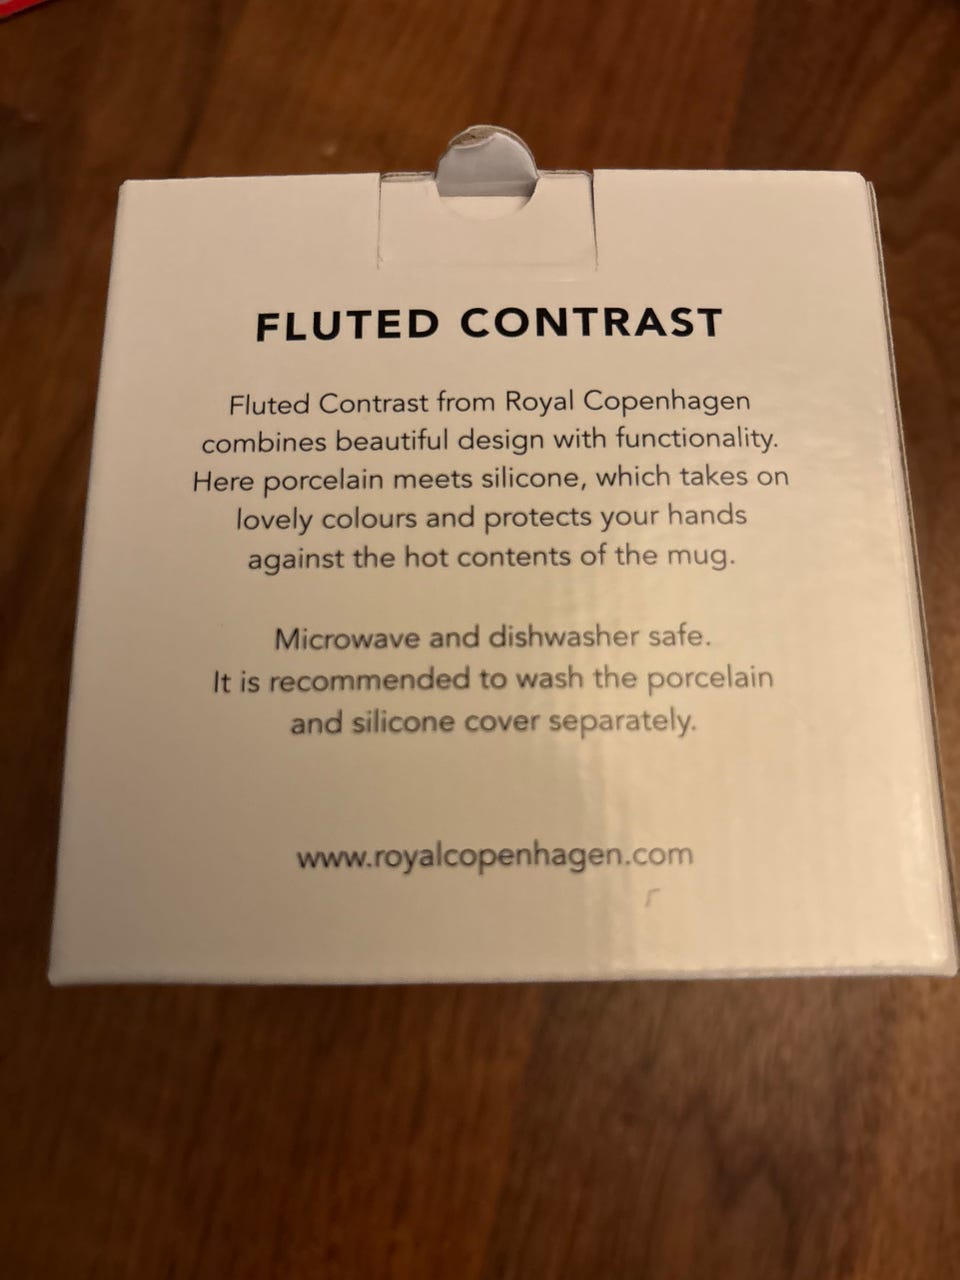 FLUTED CONTRAST
Fluted Contrast from Royal Copenhagen
combines beautiful design with functionality.
Here porcelain meets silicone, which takes on
lovely colours and protects your hands
against the hot contents of the mug.
Microwave and dishwasher safe.
It is recommended to wash the porcelain
and silicone cover separately.
www.royalcopenhagen.com